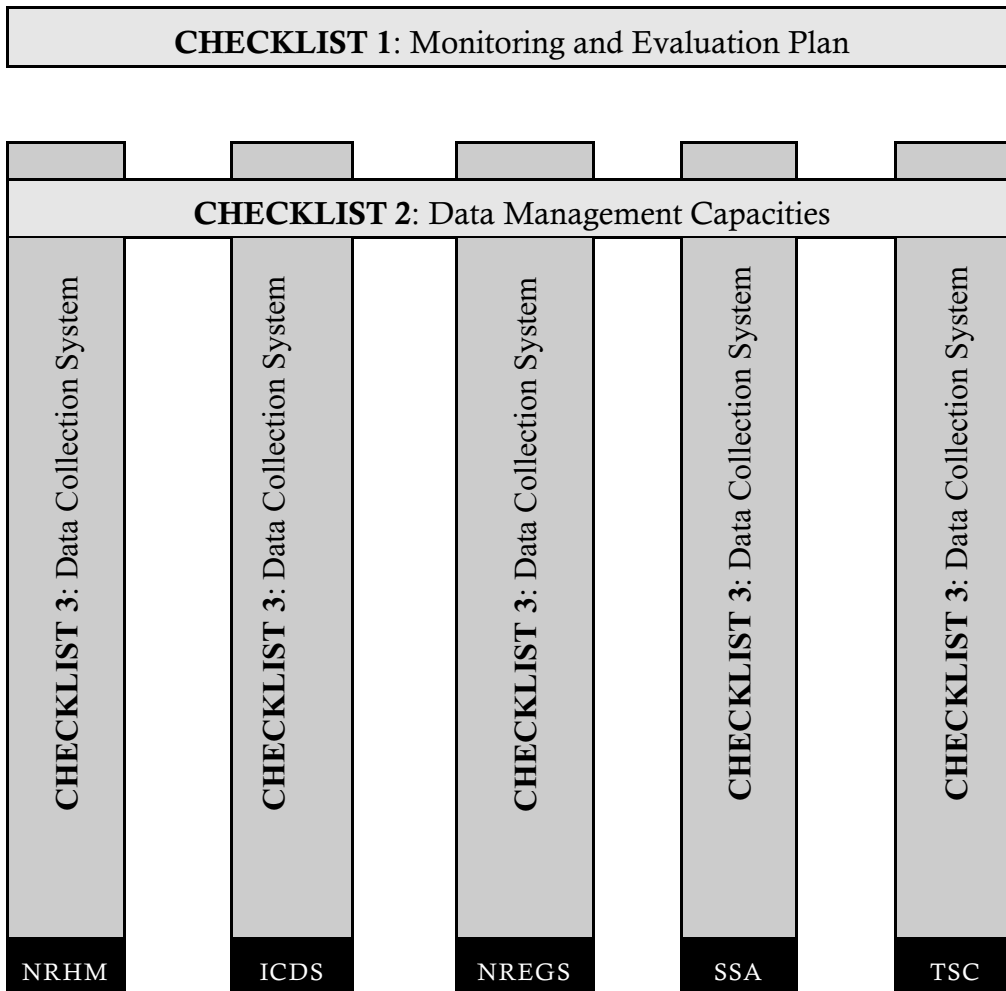 CHECKLIST 1: Monitoring and Evaluation Plan
CHECKLIST 2: Data Management Capacities
CHECKLIST 3: Data Collection System
CHECKLIST 3: Data Collection System
CHECKLIST 3: Data Collection System
CHECKLIST 3: Data Collection System
CHECKLIST 3: Data Collection System
NRHM
ICDS
NREGS
SSA
TSC